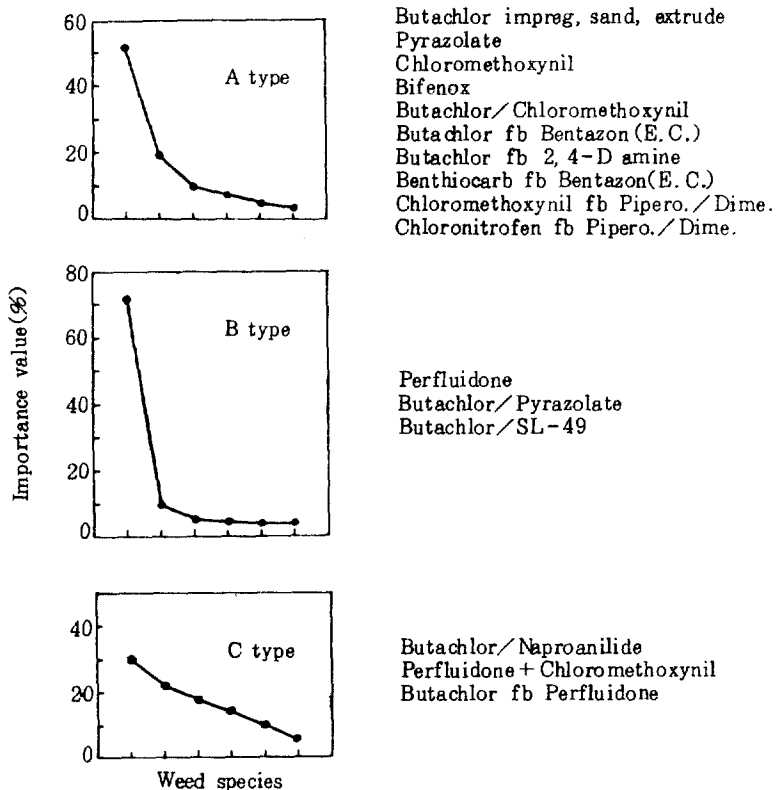 60
40
20
0
A type
Butachlor impreg, sand, extrude
Pyrazolate
Chloromethoxynil
Bifenox
Butachlor/Chloromethoxynil
Butachlor fb Bentazon(E.C.)
Butachlor fb 2,4-D amine
Benthiocarb fb Bentazon(E.C.)
Chloromethoxynil fb Pipero./Dime.
Chloronitrofen fb Pipero./Dime.
Importance value(%)
80
60
40
20
0
B type
Perfluidone
Butachlor/Pyrazolate
Butachlor/SL-49
40
20
0
C type
Butachlor/Naproanilide
Perfluidone+Chloromethoxynil
Butachlor fb Perfluidone
Weed species